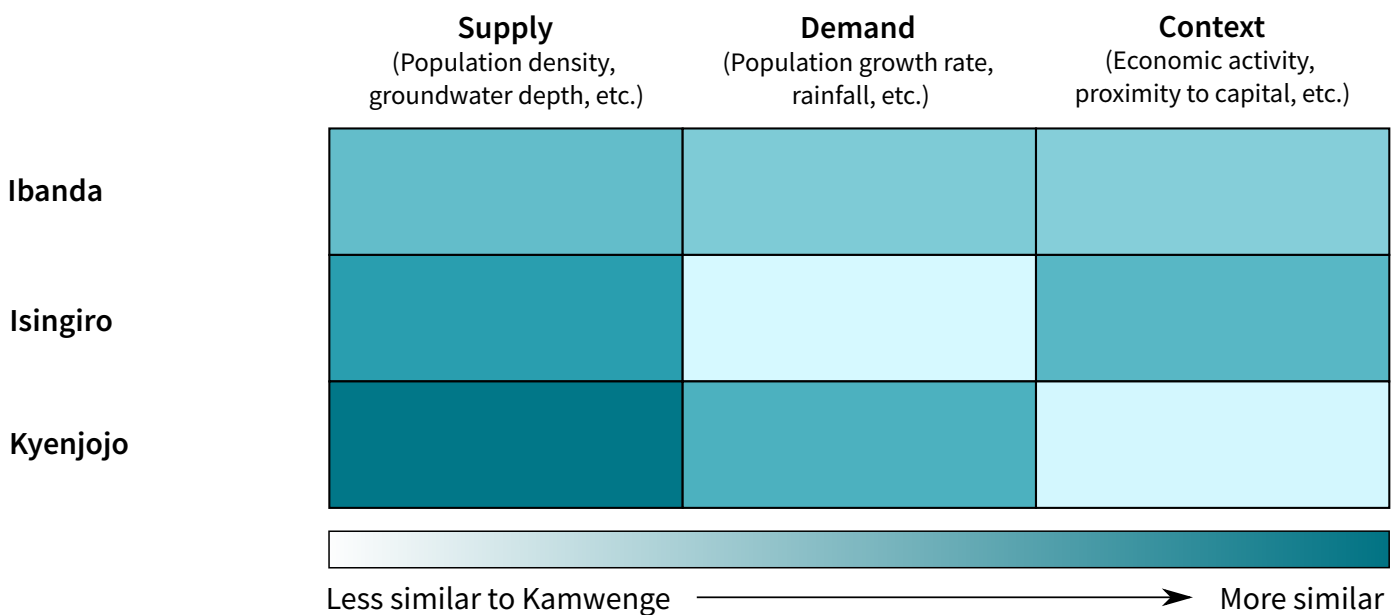 Supply
(Population density,
groundwater depth, etc.)
Demand
(Population growth rate,
rainfall, etc.)
Context
(Economic activity,
proximity to capital, etc.)
Ibanda
Isingiro
Kyenjojo
Less similar to Kamwenge
More similar